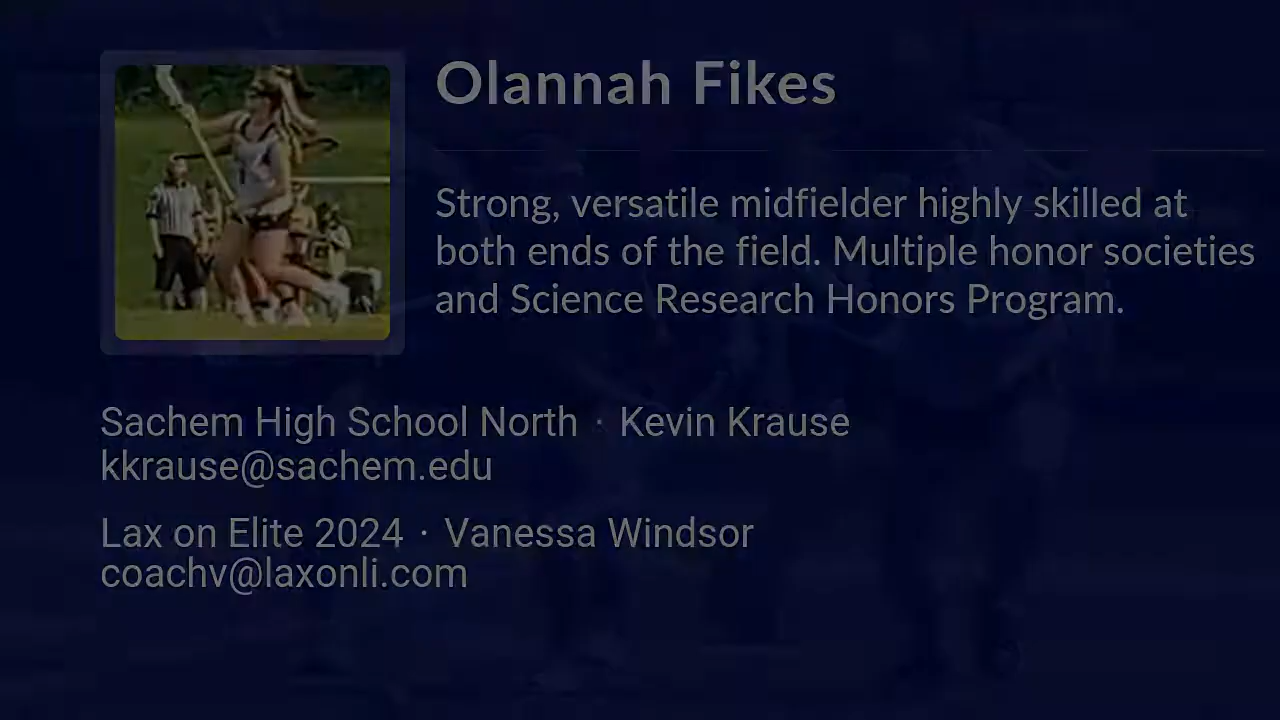 Olannah Fikes
Strong, versatile midfielder highly skilled at
both ends of the field. Multiple honor societies
and Science Research Honors Program.
Sachem High School North · Kevin Krause
kkrause@sachem.edu
Lax on Elite 2024 · Vanessa Windsor
coachv@laxonli.com